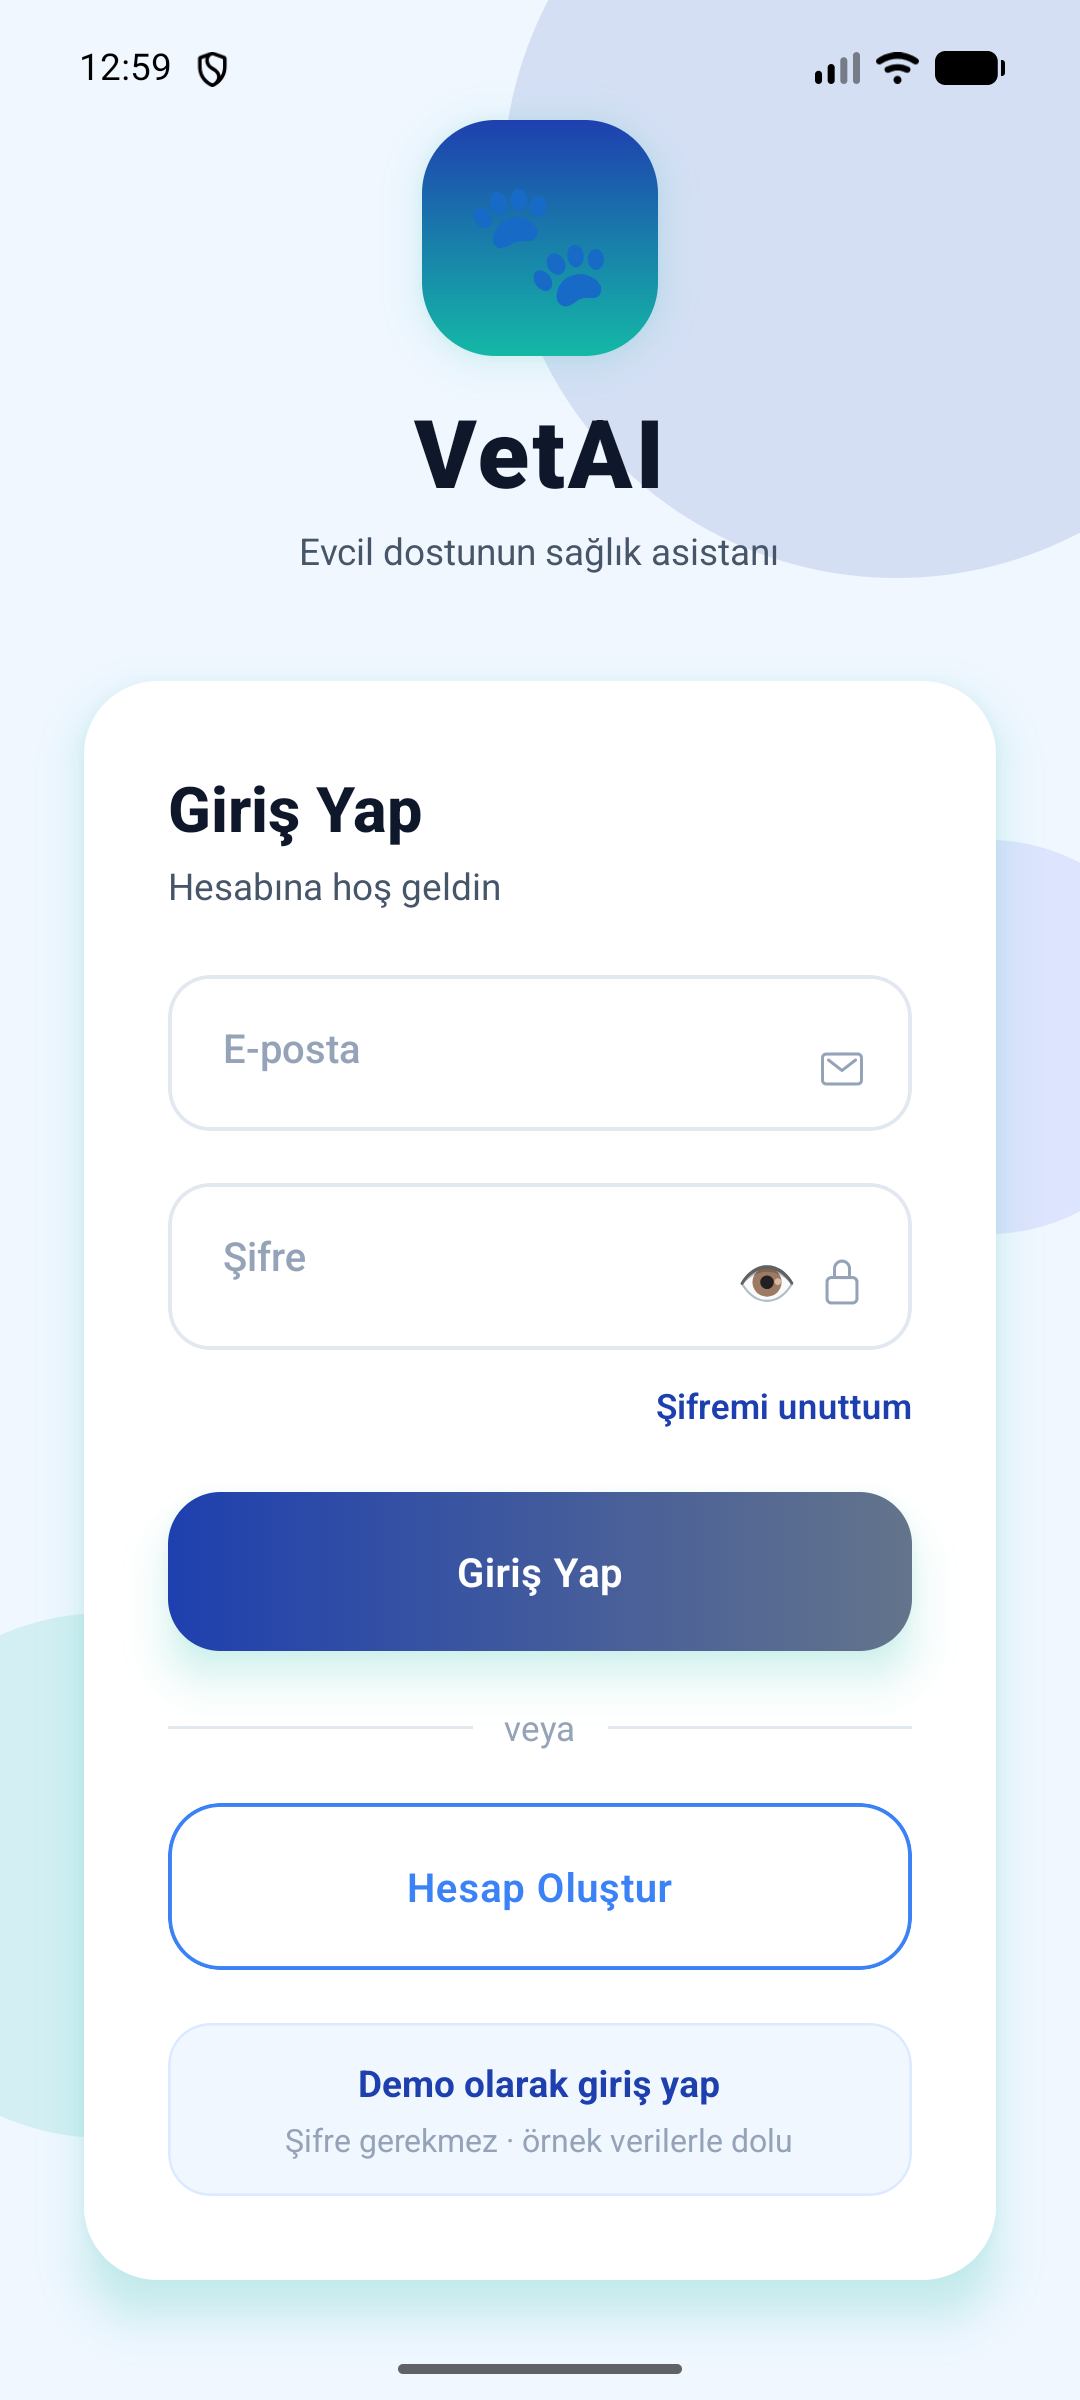 12:59
VetAI
Evcil dostunun sağlık asistanı
Giriş Yap
Hesabına hoş geldin
E-posta
Şifre
Şifremi unuttum
Giriş Yap
veya
Hesap Oluştur
Demo olarak giriş yap
Şifre gerekmez · örnek verilerle dolu